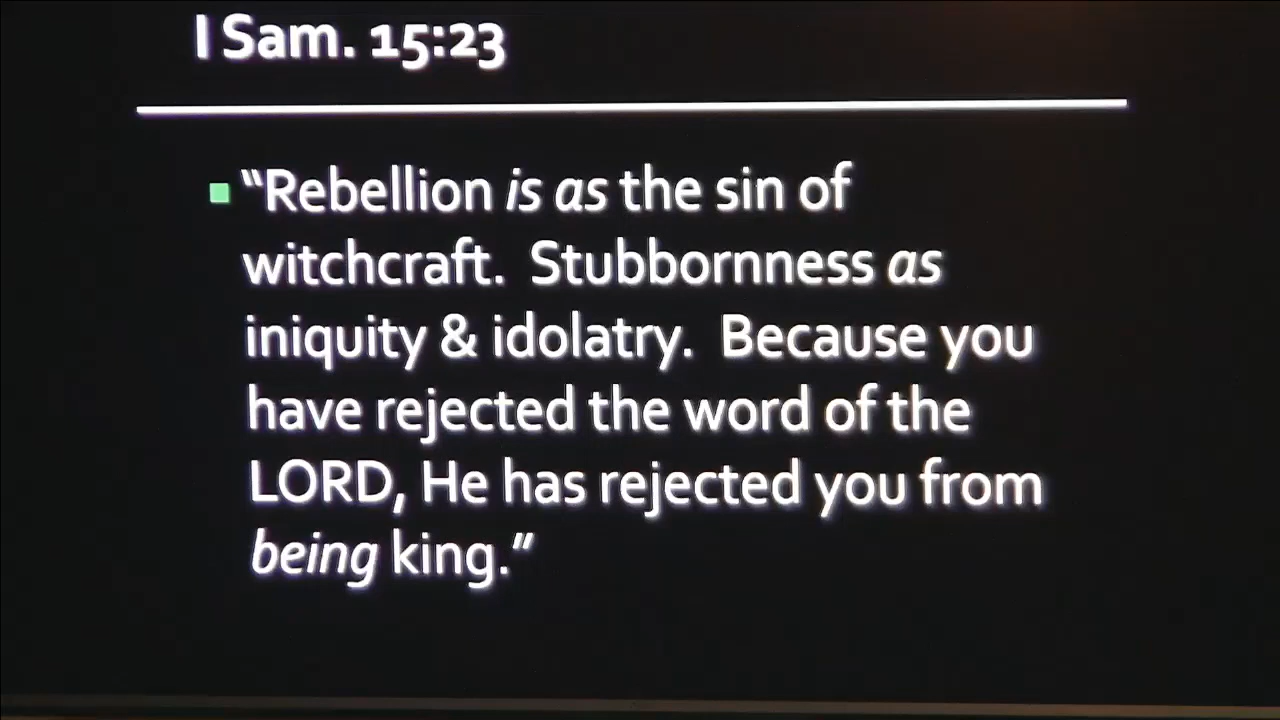 I Sam. 15:23
“Rebellion is as the sin of
witchcraft.  Stubbornness as
iniquity & idolatry.  Because you
have rejected the word of the
LORD, He has rejected you from
being king.”